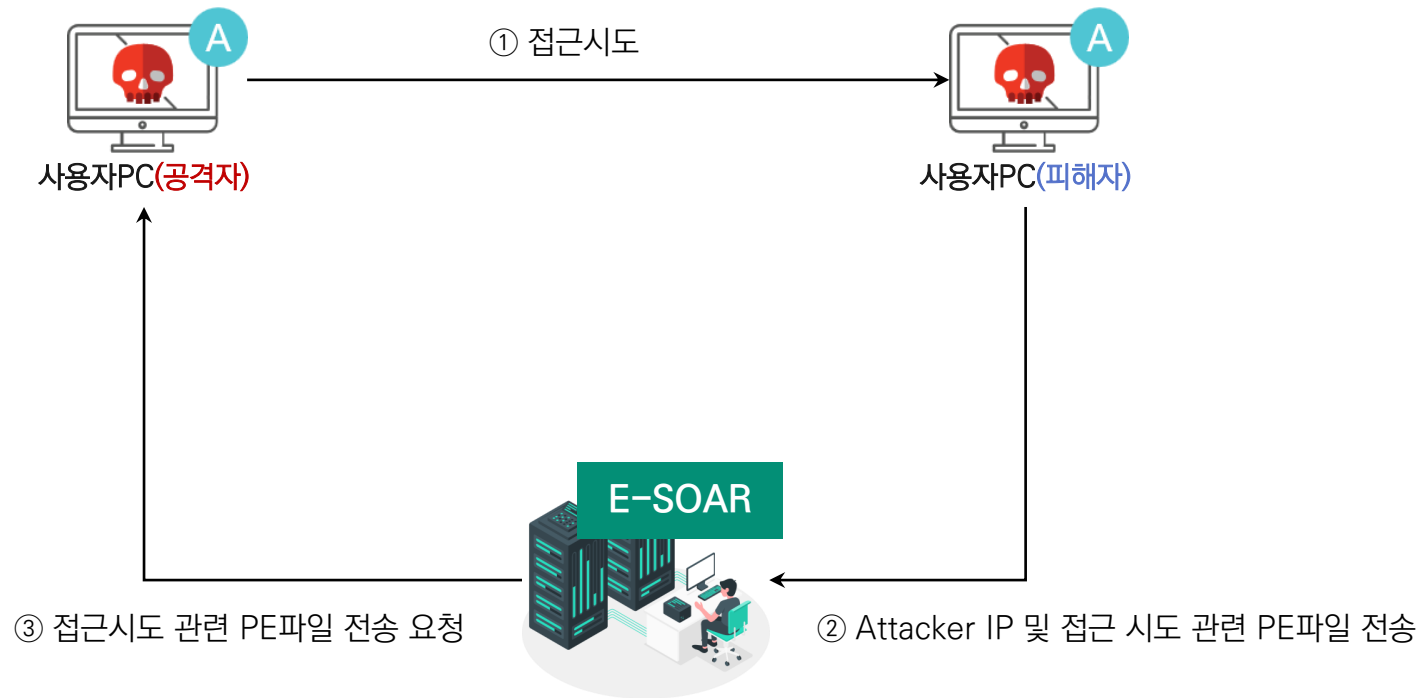 A
A
① 접근시도
사용자PC(공격자)
사용자PC(피해자)
E-SOAR
③ 접근시도 관련 PE파일 전송 요청
② Attacker IP 및 접근 시도 관련 PE파일 전송